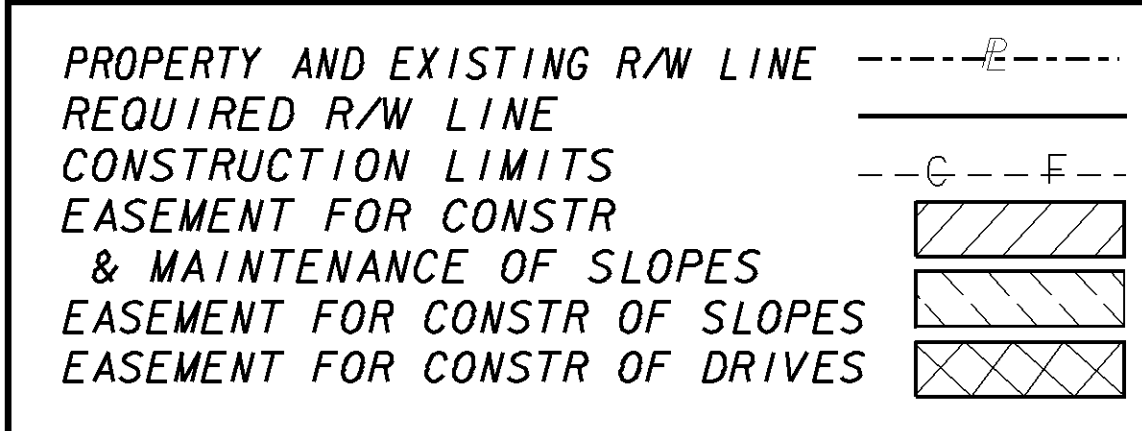 PROPERTY AND EXISTING R/W LINE PL
REQUIRED R/W LINE
CONSTRUCTION LIMITS C F
EASEMENT FOR CONSTR
& MAINTENANCE OF SLOPES
EASEMENT FOR CONSTR OF SLOPES
EASEMENT FOR CONSTR OF DRIVES